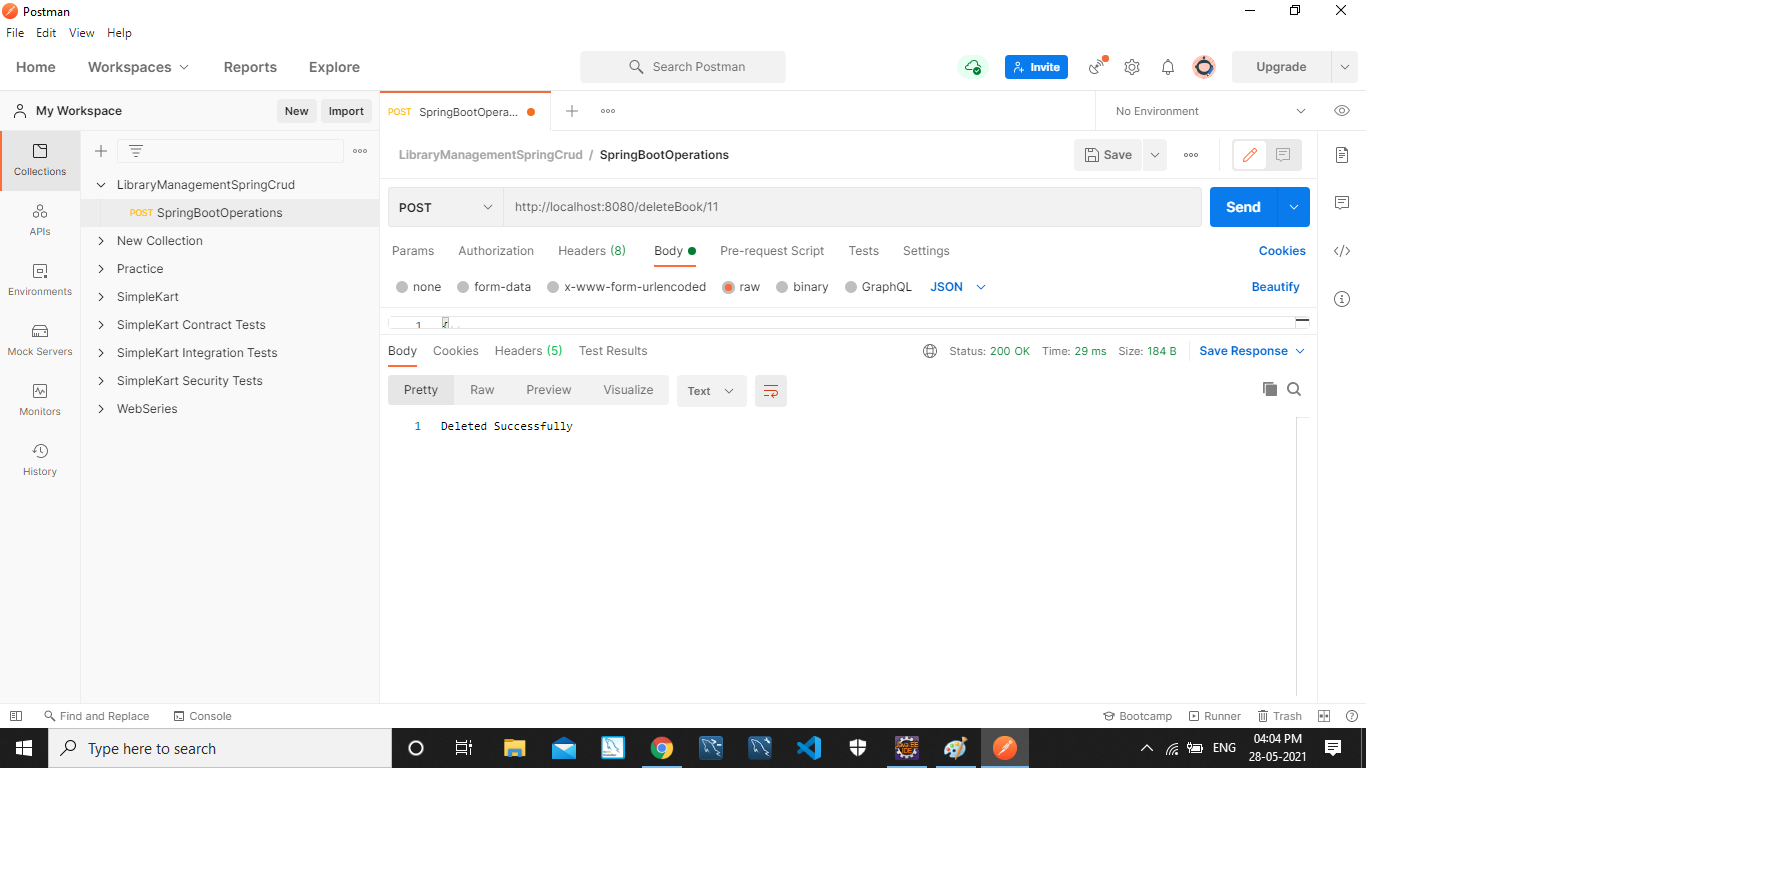 Postman
File Edit View Help
Home Workspaces Reports Explore Search Postman Invite Upgrade
My Workspace New Import POST SpringBootOpera... No Environment
Collections
APIs
Environments
Mock Servers
Monitors
History
LibraryManagementSpringCrud
POST SpringBootOperations
New Collection
Practice
SimpleKart
SimpleKart Contract Tests
SimpleKart Integration Tests
SimpleKart Security Tests
WebSeries
LibraryManagementSpringCrud / SpringBootOperations Save
POST http://localhost:8080/deleteBook/11 Send
Params Authorization Headers (8) Body Pre-request Script Tests Settings Cookies
none form-data x-www-form-urlencoded raw binary GraphQL JSON Beautify
1 {
Body Cookies Headers (5) Test Results Status: 200 OK Time: 29 ms Size: 184 B Save Response
Pretty Raw Preview Visualize Text
1 Deleted Successfully
Find and Replace Console Bootcamp Runner Trash
Type here to search ENG 04:04 PM
28-05-2021